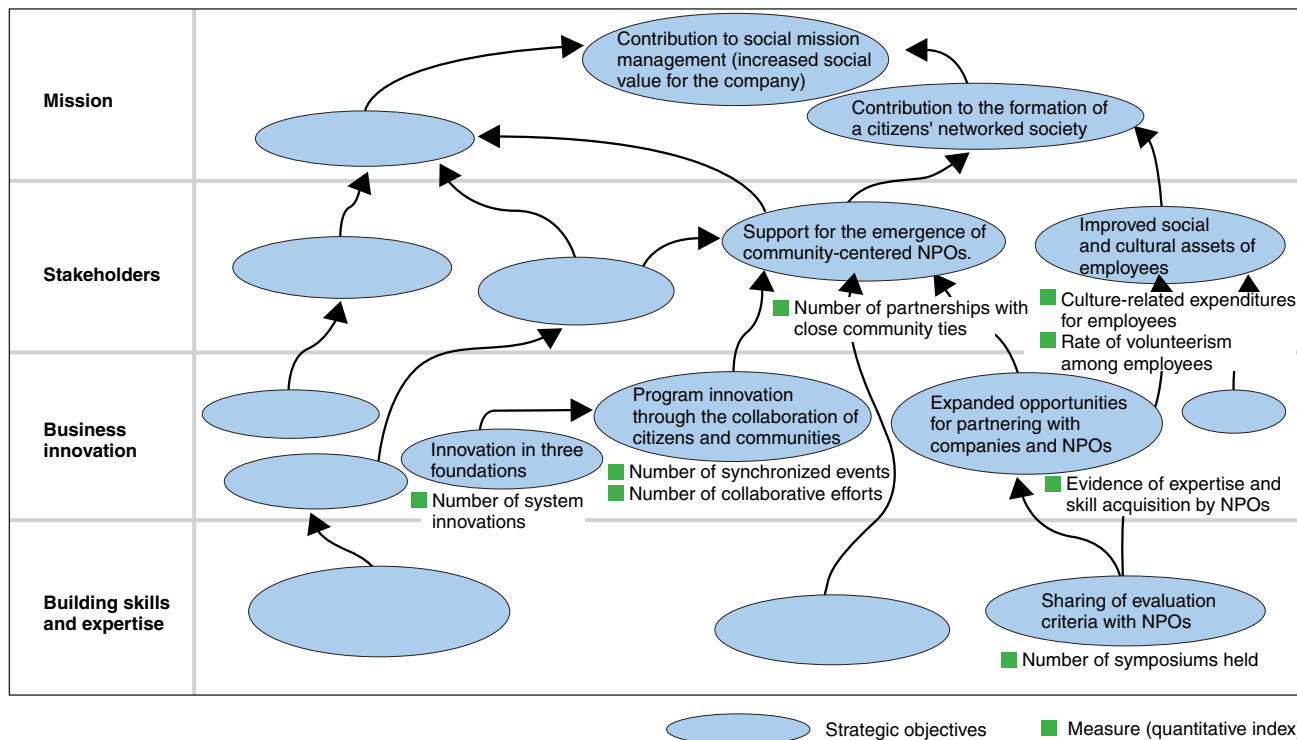 Mission
Contribution to social mission
management (increased social
value for the company)
Contribution to the formation of
a citizens' networked society
Stakeholders
Support for the emergence of
community-centered NPOs.
Number of partnerships with
close community ties
Improved social
and cultural assets of
employees
Culture-related expenditures
for employees
Rate of volunteerism
among employees
Business
innovation
Innovation in three
foundations
Number of system
innovations
Program innovation
through the collaboration of
citizens and communities
Number of synchronized events
Number of collaborative efforts
Expanded opportunities
for partnering with
companies and NPOs
Evidence of expertise and
skill acquisition by NPOs
Building skills
and expertise
Sharing of evaluation
criteria with NPOs
Number of symposiums held
Strategic objectives
Measure (quantitative index)